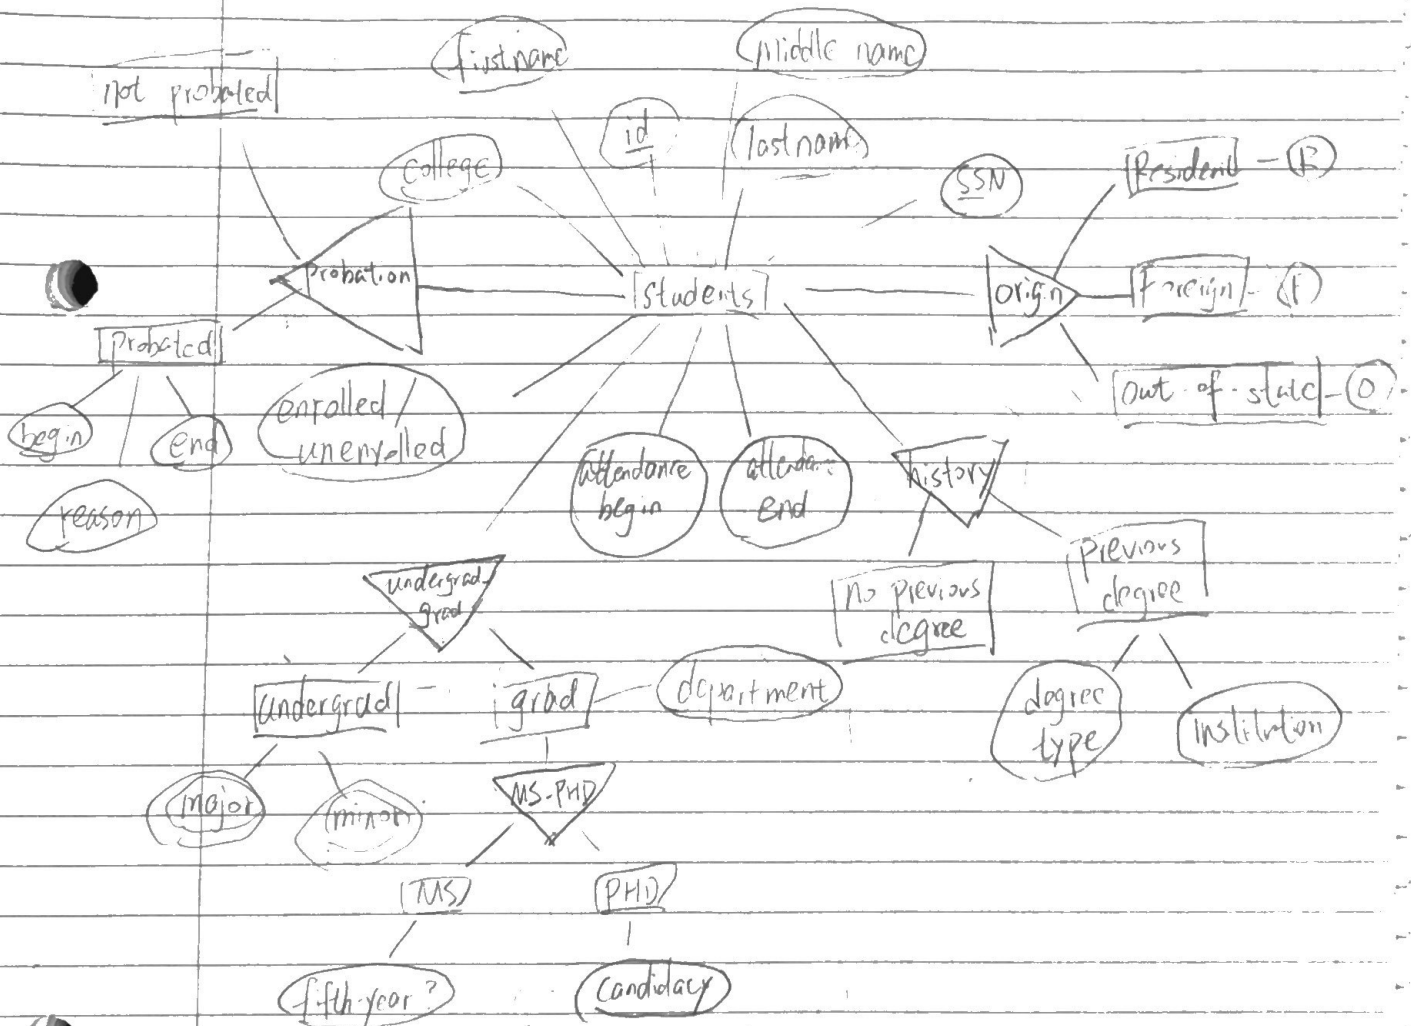 firstname
middle name
not probated
id
lastname
college
SSN
Resident - R
probation
students
origin
Foreign - F
probated
out-of-state - O
begin
end
enrolled/
unenrolled
attendance
begin
end
history
reason
undergrad-
grad
no previous
degree
previous
degree
undergrad
grad
department
degree
type
institution
major
minor
MS-PHD
MS
PHD
fifth-year?
candidacy